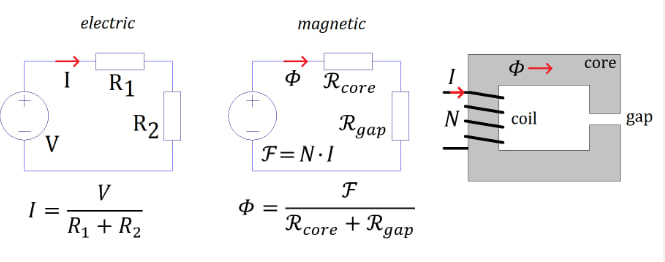 electric
I
R₁
R₂
V
I = V / (R₁ + R₂)
magnetic
Φ
ℛcore
ℛgap
ℱ = N · I
Φ = ℱ / (ℛcore + ℛgap)
Φ
core
I
N
coil
gap